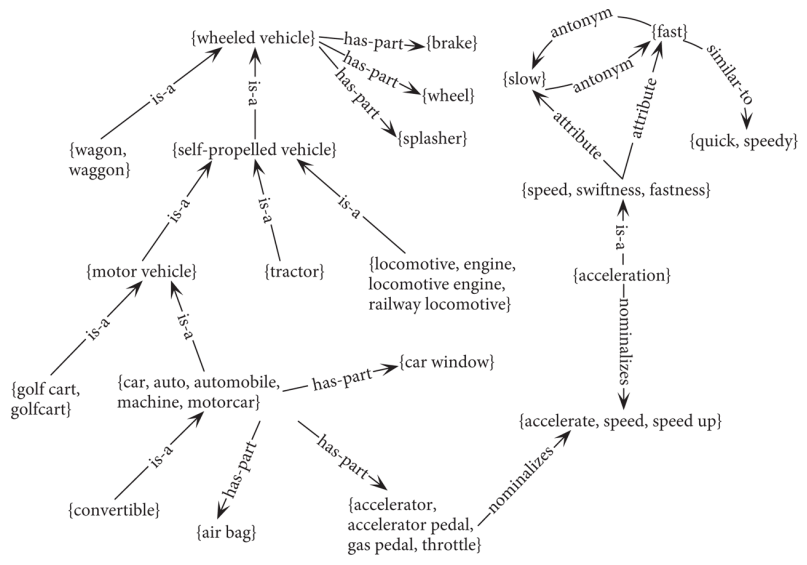 {wheeled vehicle}
has-part
{brake}
has-part
{wheel}
has-part
{splasher}
is-a
is-a
{wagon,
waggon}
{self-propelled vehicle}
is-a
is-a
is-a
{motor vehicle}
{tractor}
{locomotive, engine,
locomotive engine,
railway locomotive}
is-a
is-a
{golf cart,
golfcart}
{car, auto, automobile,
machine, motorcar}
has-part
{car window}
is-a
has-part
has-part
{convertible}
{air bag}
{accelerator,
accelerator pedal,
gas pedal, throttle}
nominalizes
antonym
{fast}
{slow}
antonym
similar-to
attribute
attribute
{quick, speedy}
{speed, swiftness, fastness}
is-a
{acceleration}
nominalizes
{accelerate, speed, speed up}